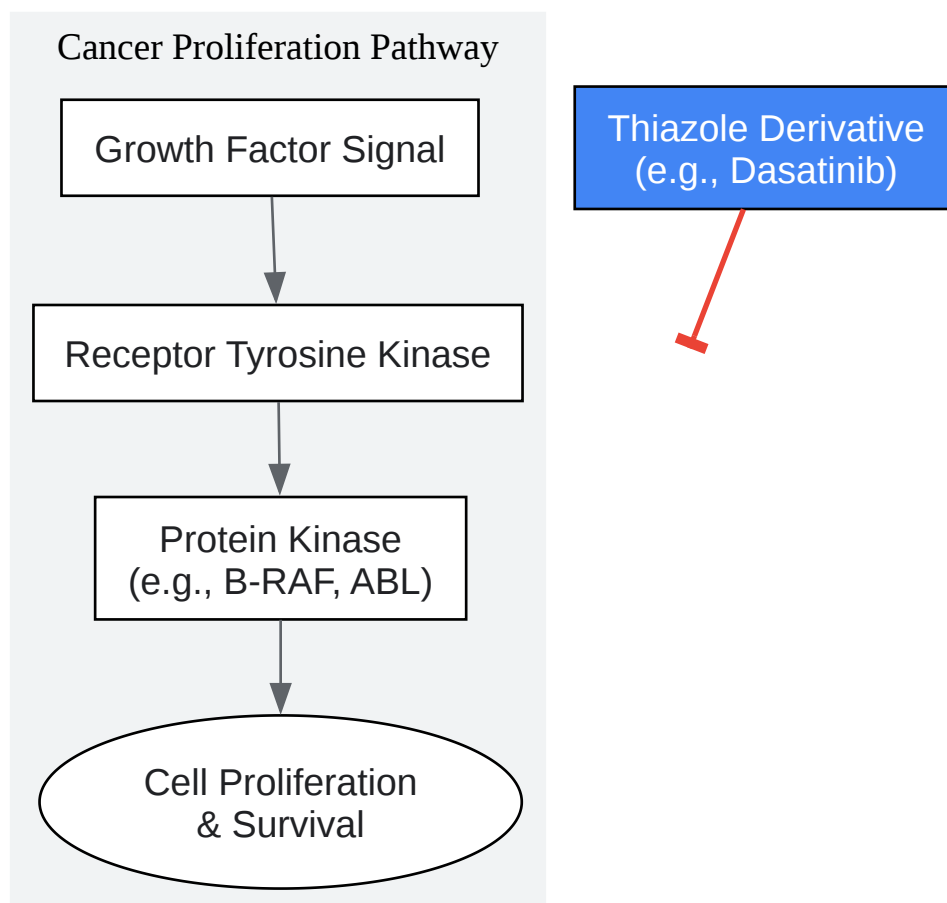 Cancer Proliferation Pathway
Growth Factor Signal
Thiazole Derivative
(e.g., Dasatinib)
Receptor Tyrosine Kinase
Protein Kinase
(e.g., B-RAF, ABL)
Cell Proliferation
& Survival